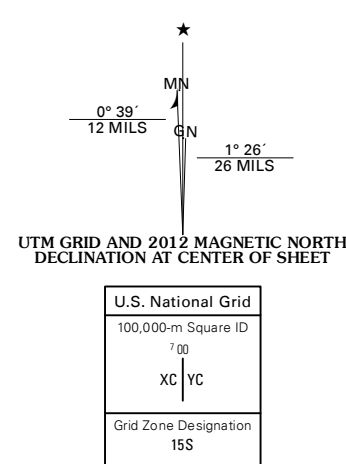 ★
MN
0° 39´
12 MILS
GN
1° 26´
26 MILS
UTM GRID AND 2012 MAGNETIC NORTH
DECLINATION AT CENTER OF SHEET
U.S. National Grid
100,000-m Square ID
7 00
XC YC
Grid Zone Designation
15S